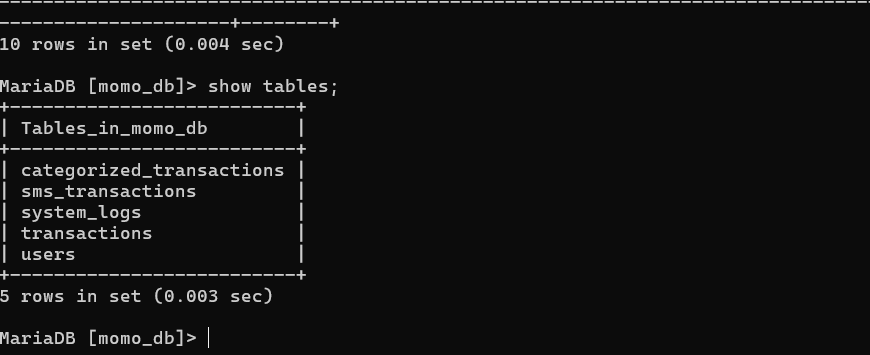 --------------------+--------+
10 rows in set (0.004 sec)
MariaDB [momo_db]> show tables;
+--------------------------+
| Tables_in_momo_db        |
+--------------------------+
| categorized_transactions |
| sms_transactions         |
| system_logs              |
| transactions             |
| users                    |
+--------------------------+
5 rows in set (0.003 sec)
MariaDB [momo_db]>